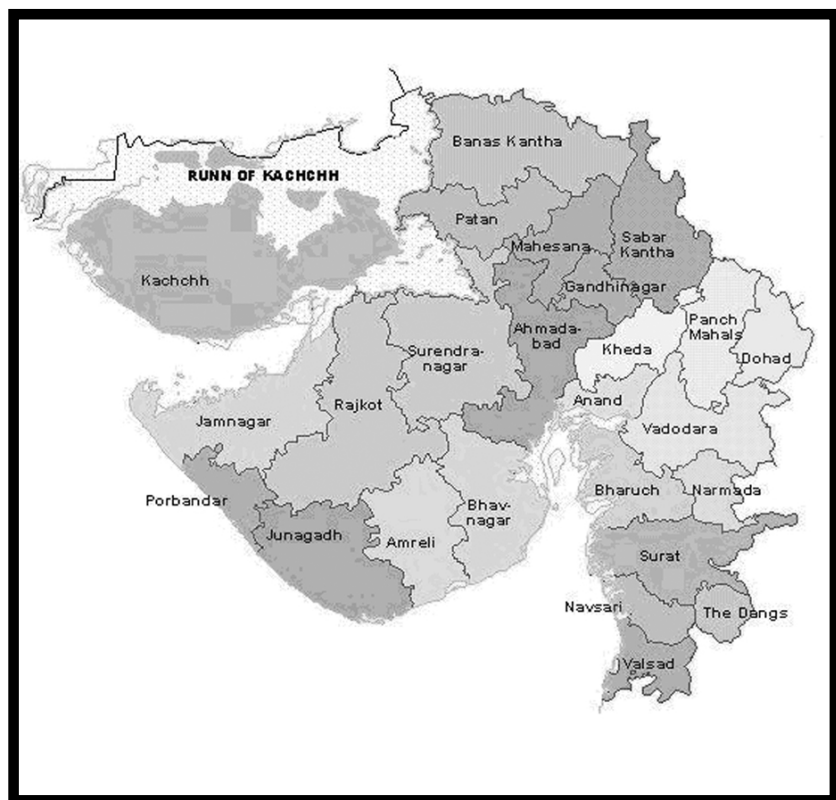 Banas Kantha
RUNN OF KACHCHH
Patan
Mahesana
Sabar
Kantha
Kachchh
Gandhinagar
Ahmada-
bad
Panch
Mahals
Kheda
Dohad
Surendra-
nagar
Rajkot
Anand
Jamnagar
Vadodara
Porbandar
Bharuch
Narmada
Bhav-
nagar
Junagadh
Amreli
Surat
Navsari
The Dangs
Valsad